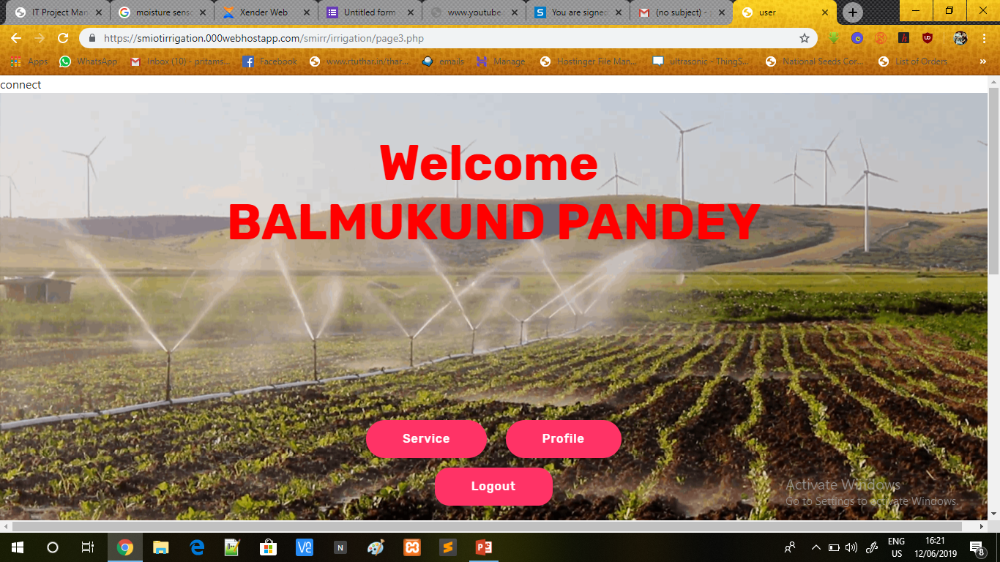 IT Project Man
moisture senso
Xender Web
Untitled form
www.youtube.
You are signed
(no subject) -
user
https://smiotirrigation.000webhostapp.com/smirr/irrigation/page3.php
Apps
WhatsApp
Inbox (10) - pritams...
Facebook
www.rtuthar.in/thar...
emails
Manage
Hostinger File Man...
ultrasonic - ThingS...
National Seeds Cor...
List of Orders
»
connect
Welcome
BALMUKUND PANDEY
Service
Profile
Logout
Activate Windows
Go to Settings to activate Windows.
ENG
US
16:21
12/06/2019
8